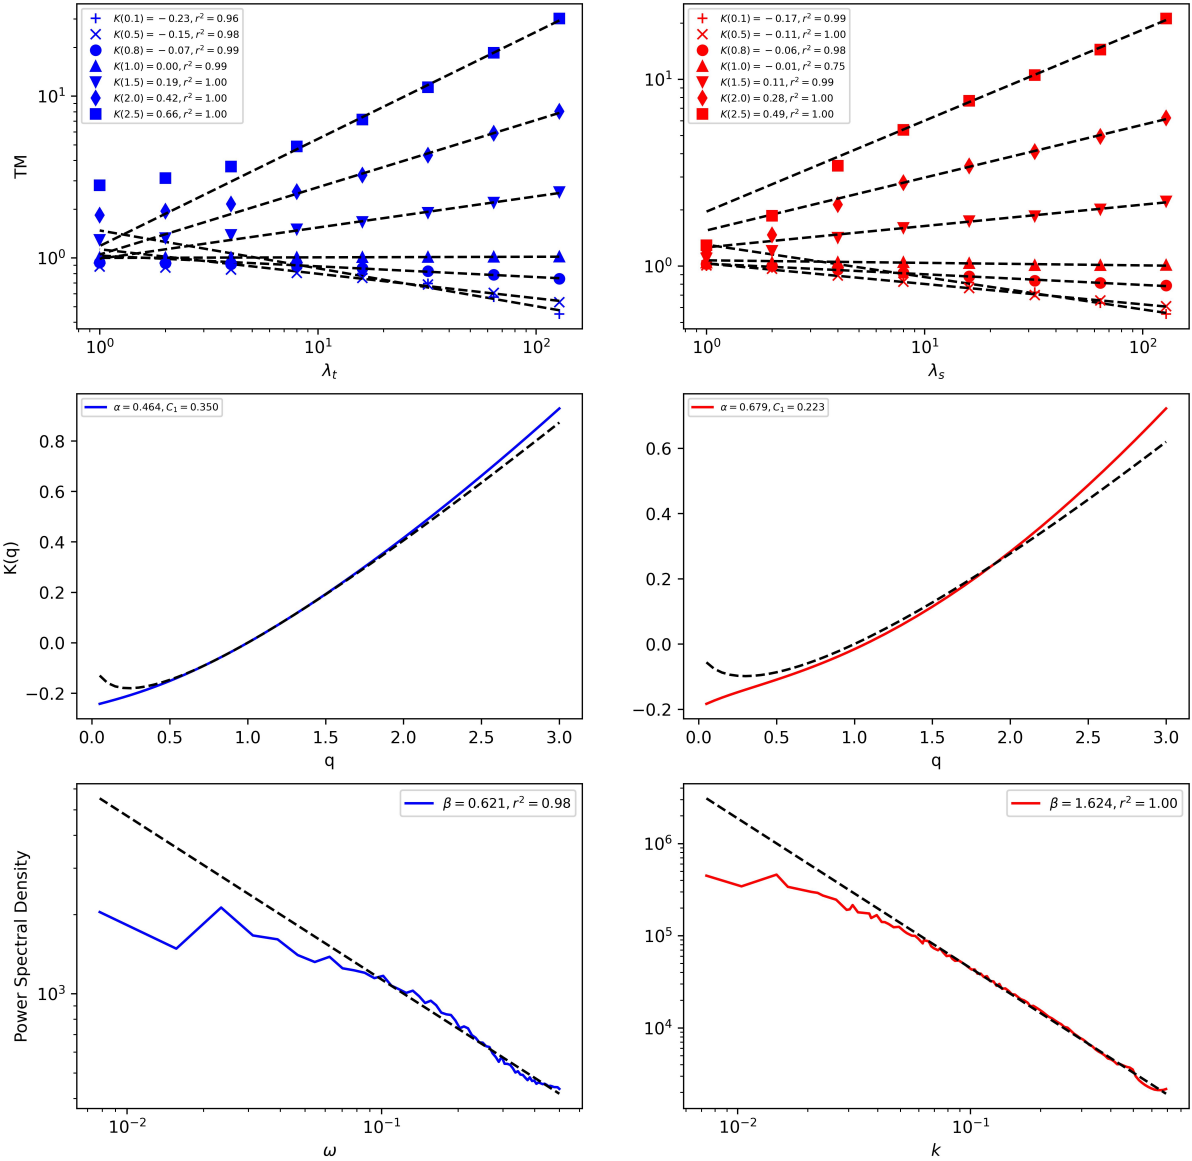 K(0.1) = −0.23, r² = 0.96
K(0.5) = −0.15, r² = 0.98
K(0.8) = −0.07, r² = 0.99
K(1.0) = 0.00, r² = 0.99
K(1.5) = 0.19, r² = 1.00
K(2.0) = 0.42, r² = 1.00
K(2.5) = 0.66, r² = 1.00
TM
10¹
10⁰
10⁰ 10¹ 10²
λₜ
K(0.1) = −0.17, r² = 0.99
K(0.5) = −0.11, r² = 1.00
K(0.8) = −0.06, r² = 0.98
K(1.0) = −0.01, r² = 0.75
K(1.5) = 0.11, r² = 0.99
K(2.0) = 0.28, r² = 1.00
K(2.5) = 0.49, r² = 1.00
10¹
10⁰
10⁰ 10¹ 10²
λₛ
α = 0.464, C₁ = 0.350
K(q)
0.8
0.6
0.4
0.2
0.0
−0.2
0.0 0.5 1.0 1.5 2.0 2.5 3.0
q
α = 0.679, C₁ = 0.223
0.6
0.4
0.2
0.0
−0.2
0.0 0.5 1.0 1.5 2.0 2.5 3.0
q
β = 0.621, r² = 0.98
Power Spectral Density
10³
10⁻² 10⁻¹
ω
β = 1.624, r² = 1.00
10⁶
10⁵
10⁴
10⁻² 10⁻¹
k